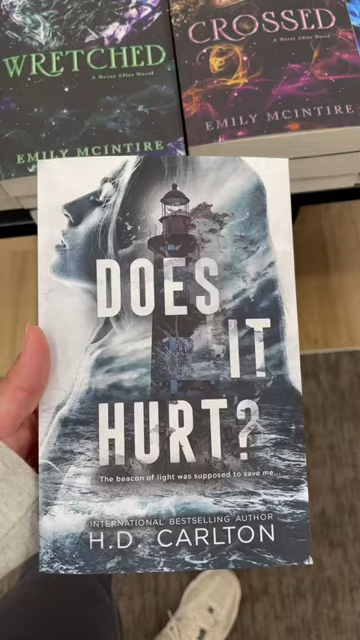 WRETCHED
A Never After Novel
EMILY MCINTIRE
CROSSED
A Never After Novel
EMILY MCINTIRE
DOES
IT
HURT?
The beacon of light was supposed to save me...
INTERNATIONAL BESTSELLING AUTHOR
H.D. CARLTON